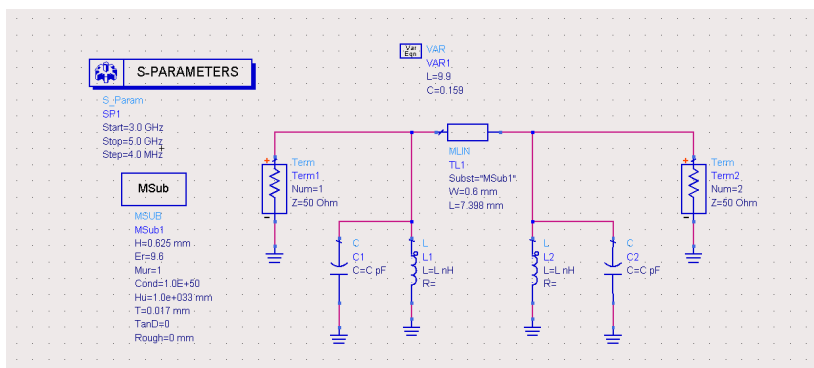 S-PARAMETERS
S_Param
SP1
Start=3.0 GHz
Stop=5.0 GHz
Step=4.0 MHz
MSub
MSUB
MSub1
H=0.625 mm
Er=9.6
Mur=1
Cond=1.0E+50
Hu=1.0e+033 mm
T=0.017 mm
TanD=0
Rough=0 mm
Var
Eqn
VAR
VAR1
L=9.9
C=0.159
Term
Term1
Num=1
Z=50 Ohm
C
C1
C=C pF
L
L1
L=L nH
R=
MLIN
TL1
Subst="MSub1"
W=0.6 mm
L=7.398 mm
L
L2
L=L nH
R=
C
C2
C=C pF
Term
Term2
Num=2
Z=50 Ohm